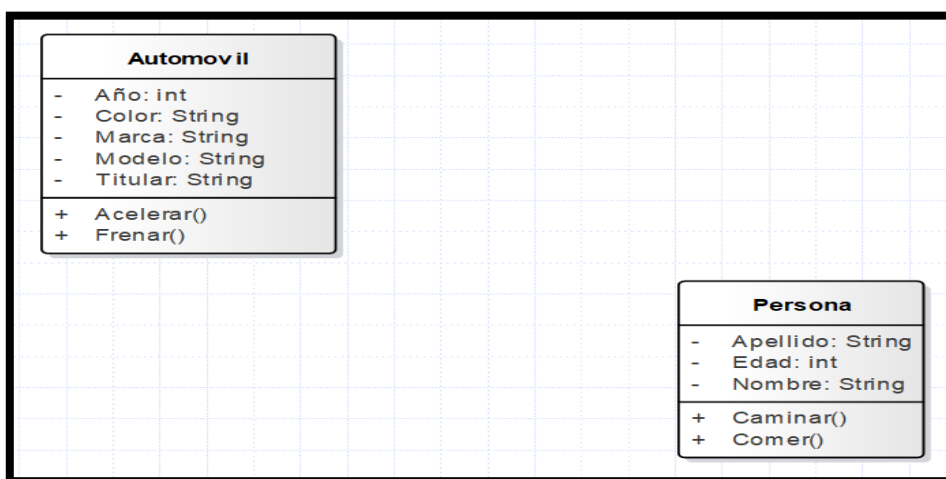 Automovil
- Año: int
- Color: String
- Marca: String
- Modelo: String
- Titular: String
+ Acelerar()
+ Frenar()
Persona
- Apellido: String
- Edad: int
- Nombre: String
+ Caminar()
+ Comer()